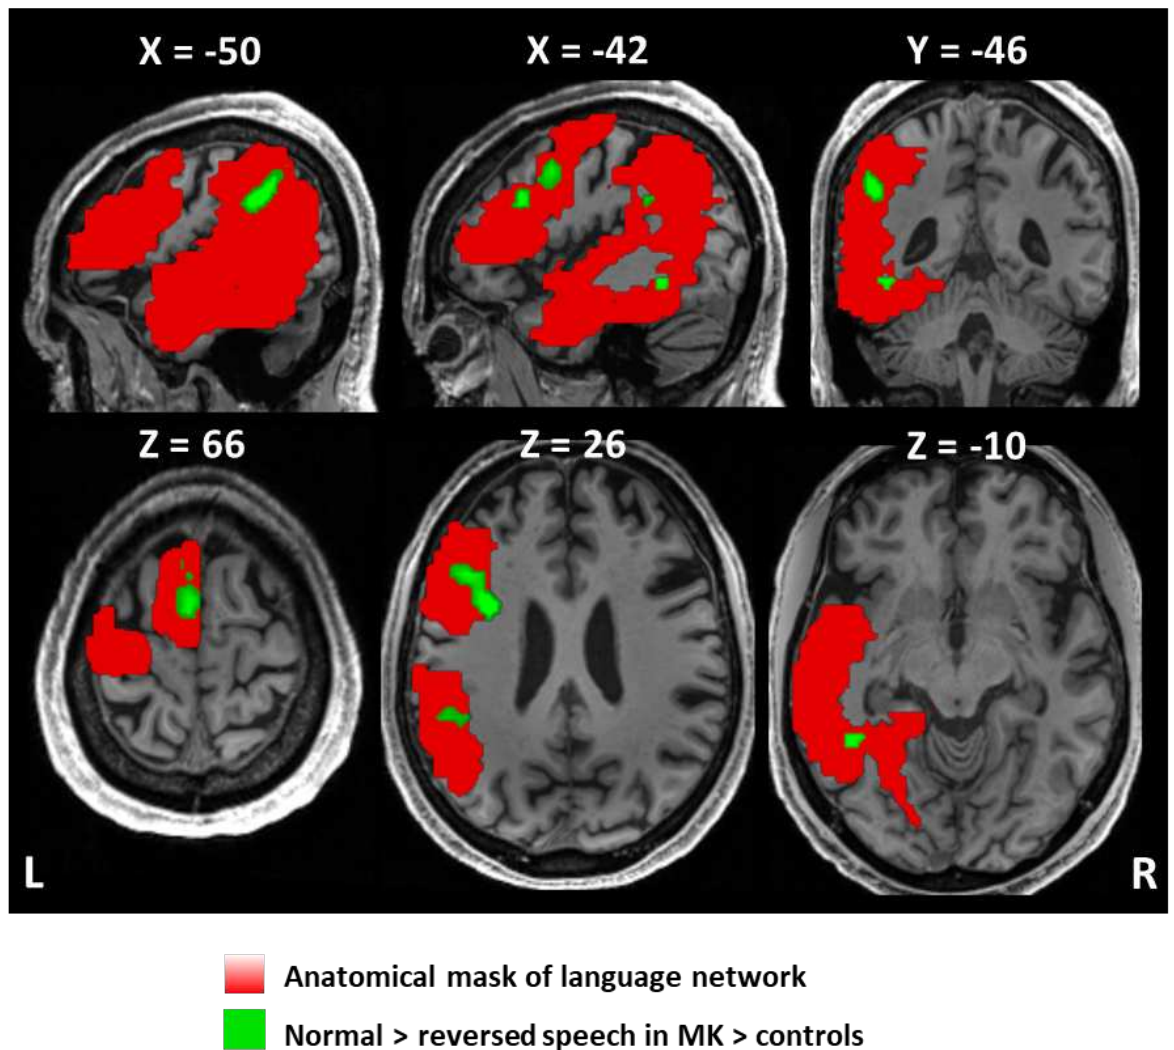 X = -50
X = -42
Y = -46
Z = 66
Z = 26
Z = -10
L
R
Anatomical mask of language network
Normal > reversed speech in MK > controls